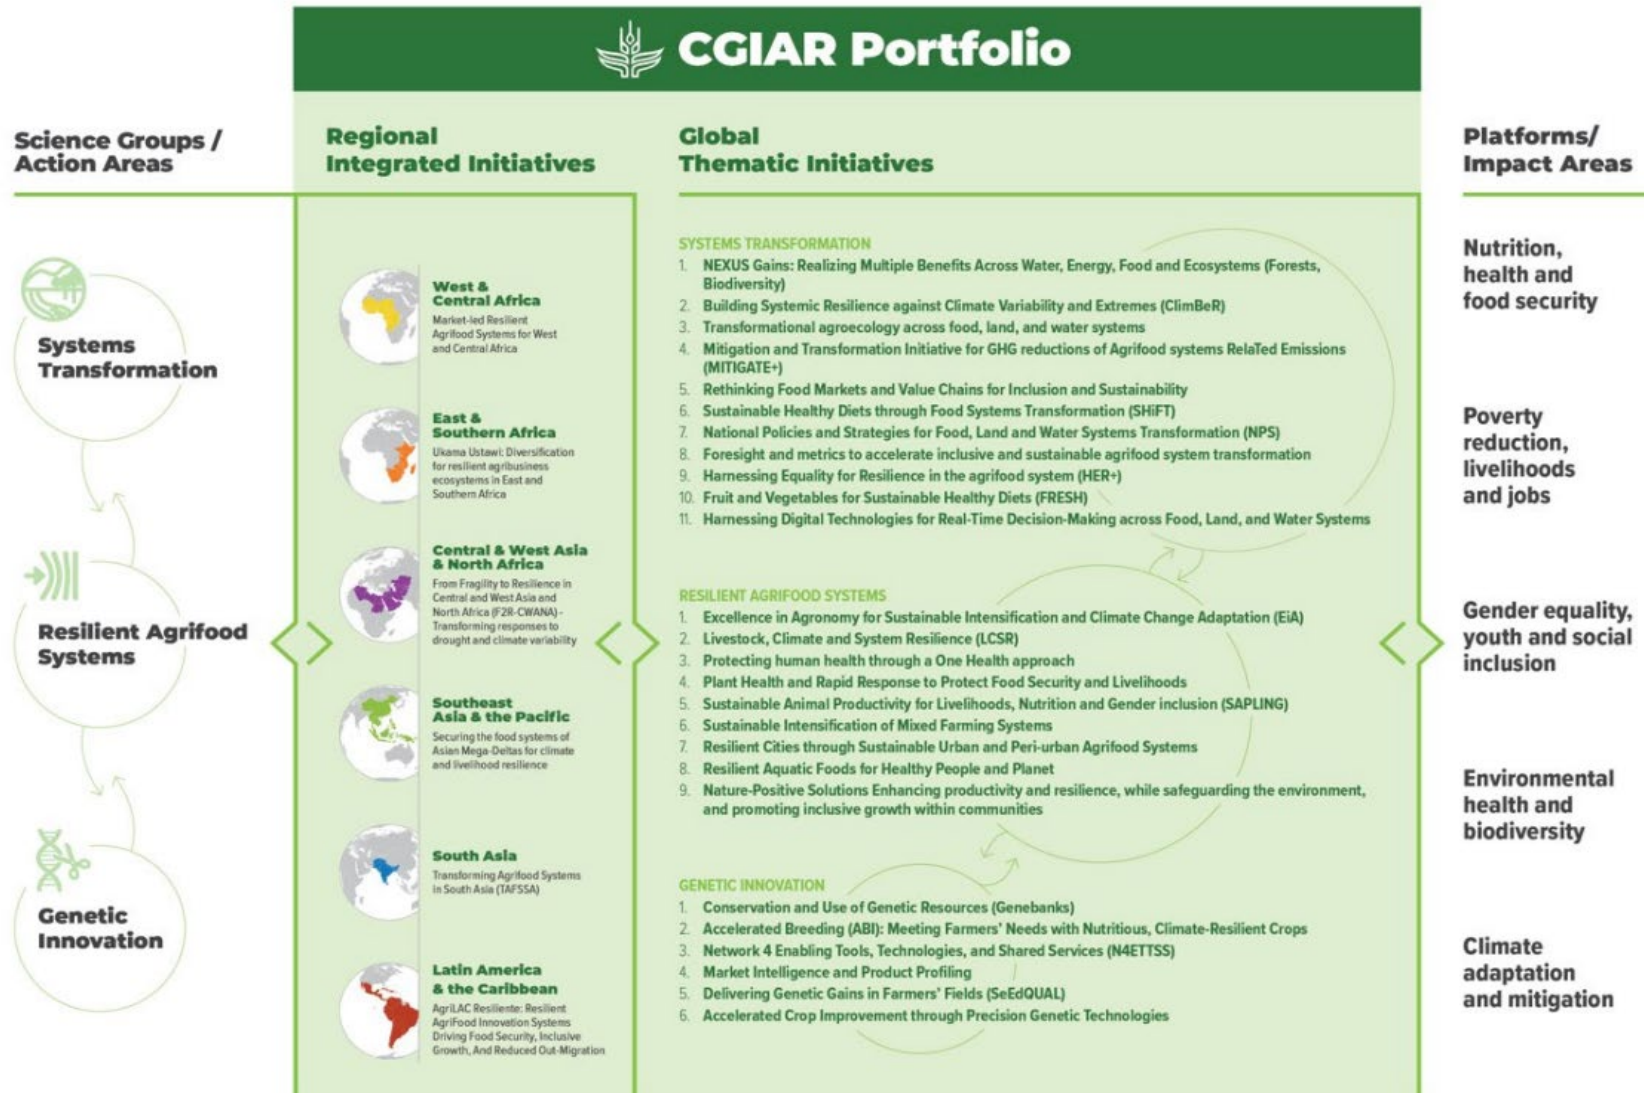 CGIAR Portfolio
Science Groups /
Action Areas
Systems
Transformation
Resilient Agrifood
Systems
Genetic
Innovation
Regional
Integrated Initiatives
West &
Central Africa
Market-led Resilient
Agrifood Systems for West
and Central Africa
East &
Southern Africa
Ukama Ustawi: Diversification
for resilient agribusiness
ecosystems in East and
Southern Africa
Central & West Asia
& North Africa
From Fragility to Resilience in
Central and West Asia and
North Africa (F2R-CWANA) -
Transforming responses to
drought and climate variability
Southeast
Asia & the Pacific
Securing the food systems of
Asian Mega-Deltas for climate
and livelihood resilience
South Asia
Transforming Agrifood Systems
in South Asia (TAFSSA)
Latin America
& the Caribbean
AgriLAC Resiliente: Resilient
AgriFood Innovation Systems
Driving Food Security, Inclusive
Growth, And Reduced Out-Migration
Global
Thematic Initiatives
SYSTEMS TRANSFORMATION
1. NEXUS Gains: Realizing Multiple Benefits Across Water, Energy, Food and Ecosystems (Forests,
Biodiversity)
2. Building Systemic Resilience against Climate Variability and Extremes (ClimBeR)
3. Transformational agroecology across food, land, and water systems
4. Mitigation and Transformation Initiative for GHG reductions of Agrifood systems RelaTed Emissions
(MITIGATE+)
5. Rethinking Food Markets and Value Chains for Inclusion and Sustainability
6. Sustainable Healthy Diets through Food Systems Transformation (SHiFT)
7. National Policies and Strategies for Food, Land and Water Systems Transformation (NPS)
8. Foresight and metrics to accelerate inclusive and sustainable agrifood system transformation
9. Harnessing Equality for Resilience in the agrifood system (HER+)
10. Fruit and Vegetables for Sustainable Healthy Diets (FRESH)
11. Harnessing Digital Technologies for Real-Time Decision-Making across Food, Land, and Water Systems
RESILIENT AGRIFOOD SYSTEMS
1. Excellence in Agronomy for Sustainable Intensification and Climate Change Adaptation (EiA)
2. Livestock, Climate and System Resilience (LCSR)
3. Protecting human health through a One Health approach
4. Plant Health and Rapid Response to Protect Food Security and Livelihoods
5. Sustainable Animal Productivity for Livelihoods, Nutrition and Gender inclusion (SAPLING)
6. Sustainable Intensification of Mixed Farming Systems
7. Resilient Cities through Sustainable Urban and Peri-urban Agrifood Systems
8. Resilient Aquatic Foods for Healthy People and Planet
9. Nature-Positive Solutions Enhancing productivity and resilience, while safeguarding the environment,
and promoting inclusive growth within communities
GENETIC INNOVATION
1. Conservation and Use of Genetic Resources (Genebanks)
2. Accelerated Breeding (ABI): Meeting Farmers' Needs with Nutritious, Climate-Resilient Crops
3. Network 4 Enabling Tools, Technologies, and Shared Services (N4ETTSS)
4. Market Intelligence and Product Profiling
5. Delivering Genetic Gains in Farmers' Fields (SeEdQUAL)
6. Accelerated Crop Improvement through Precision Genetic Technologies
Platforms/
Impact Areas
Nutrition,
health and
food security
Poverty
reduction,
livelihoods
and jobs
Gender equality,
youth and social
inclusion
Environmental
health and
biodiversity
Climate
adaptation
and mitigation